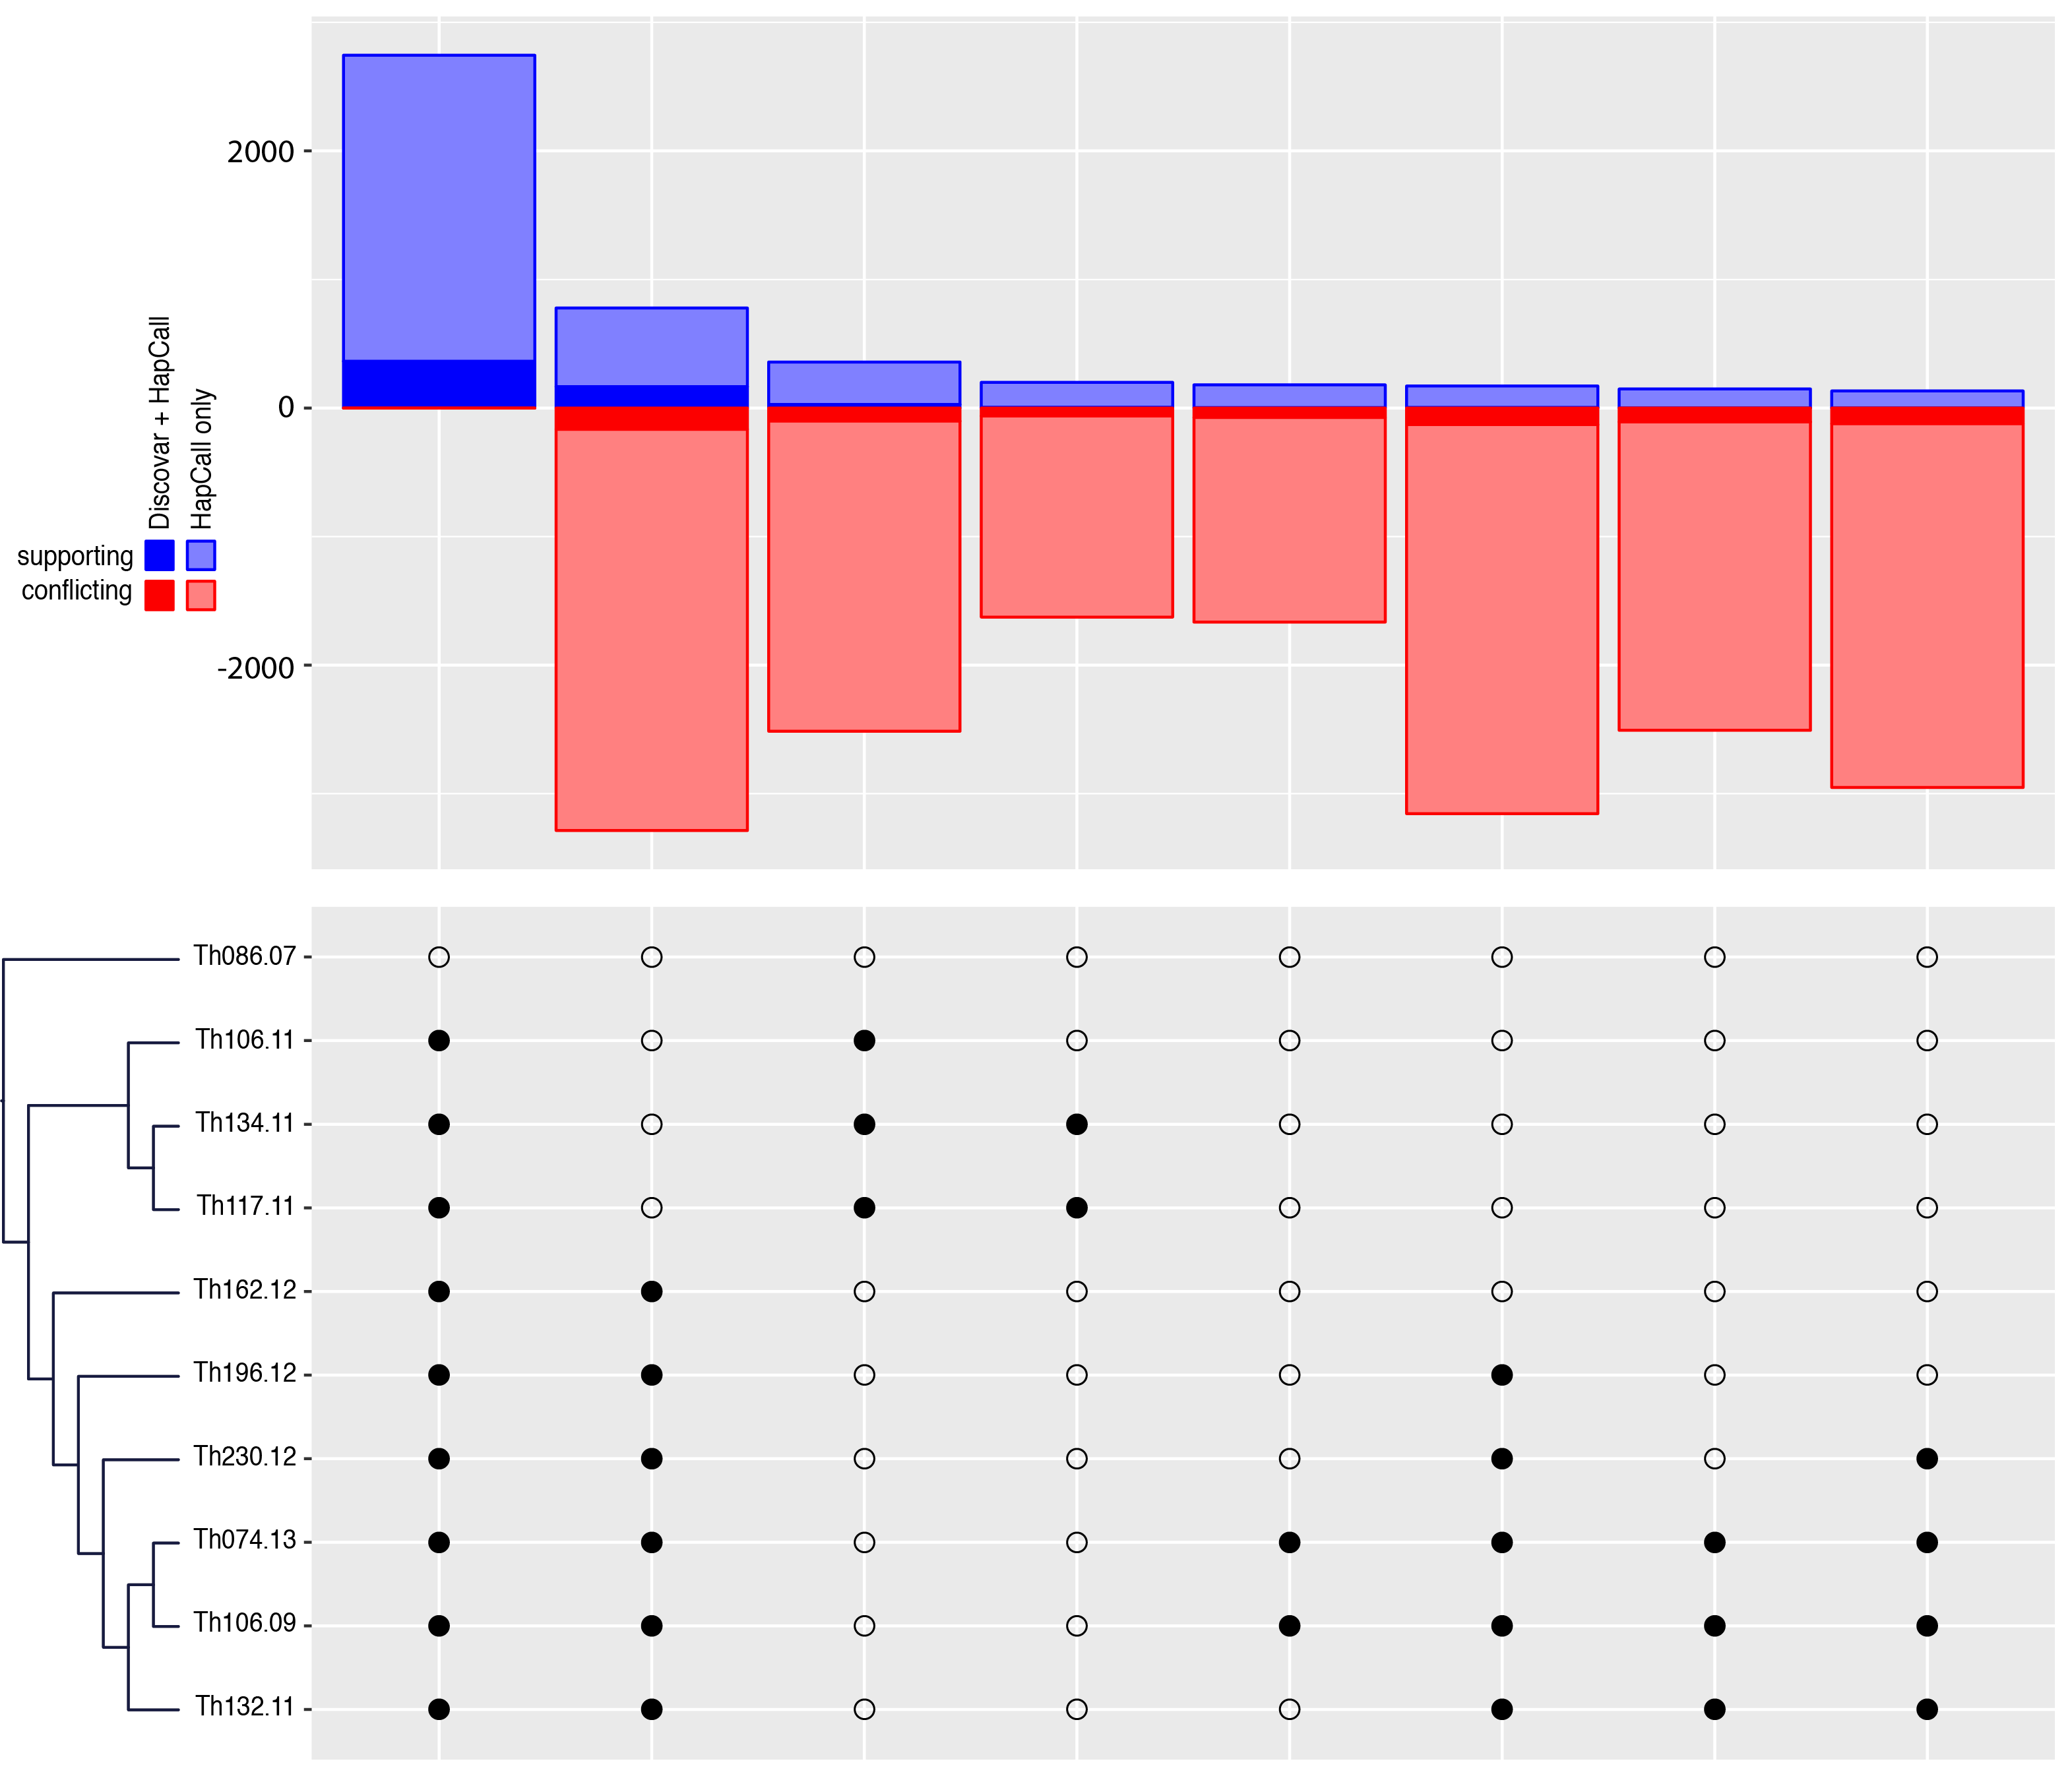 2000
0
-2000
Discovar + HapCall
HapCall only
supporting
conflicting
Th086.07
Th106.11
Th134.11
Th117.11
Th162.12
Th196.12
Th230.12
Th074.13
Th106.09
Th132.11